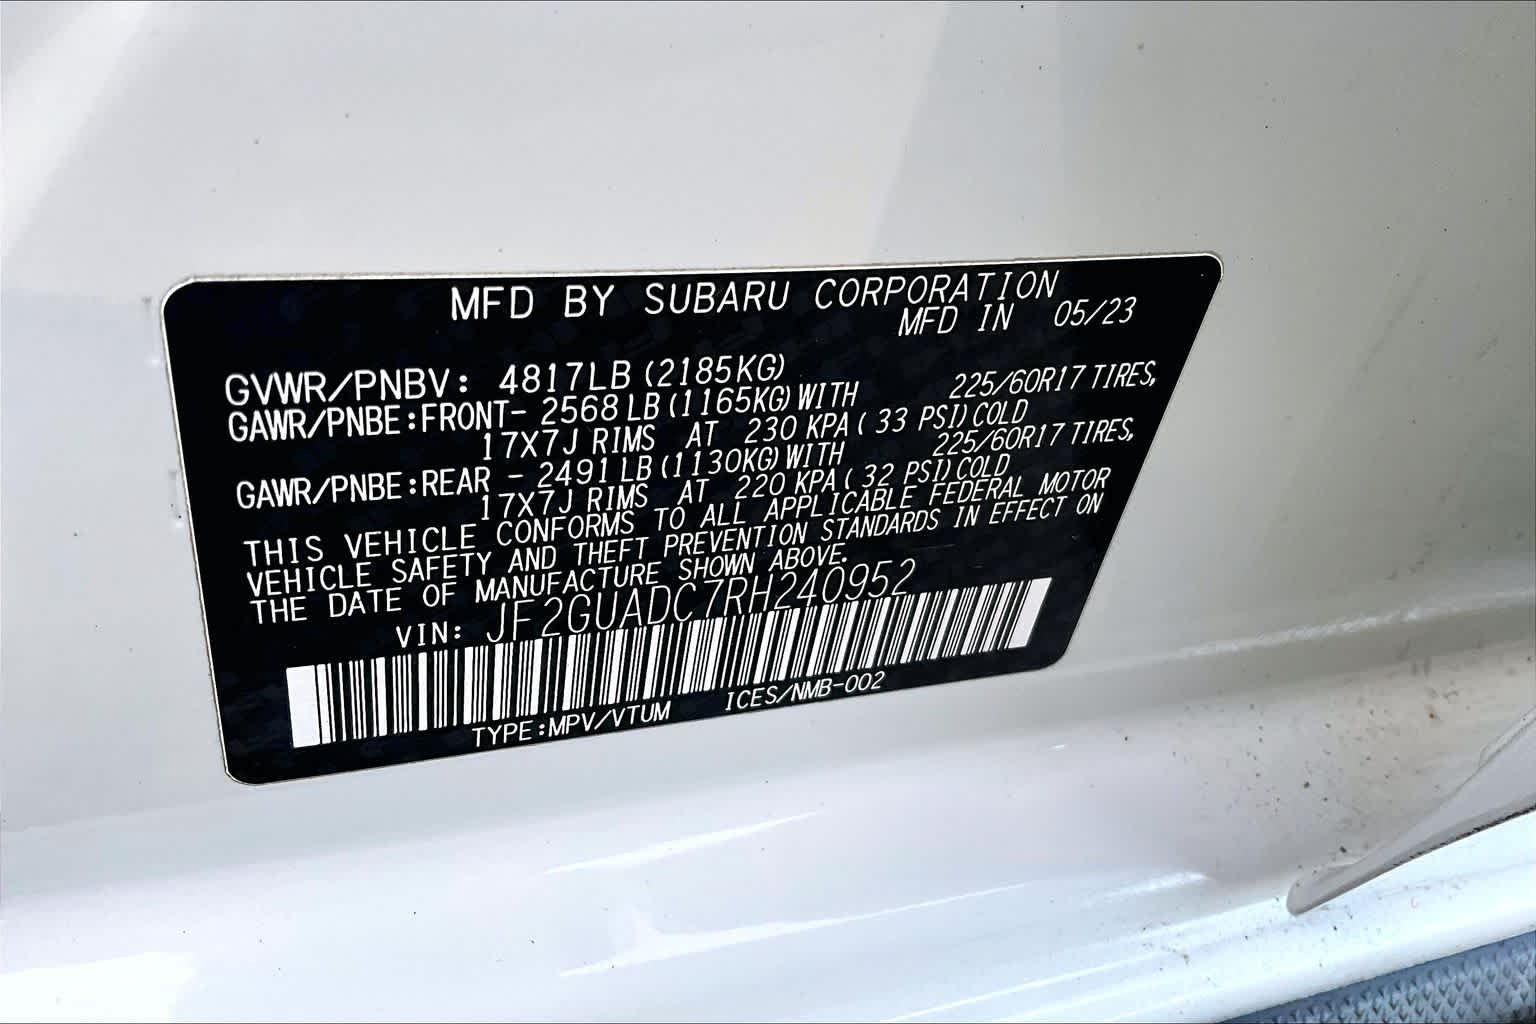 MFD BY SUBARU CORPORATION
MFD IN 05/23
GVWR/PNBV: 4817LB (2185KG)
GAWR/PNBE:FRONT- 2568 LB (1165KG) WITH 225/60R17 TIRES,
17X7J RIMS AT 230 KPA ( 33 PSI) COLD
GAWR/PNBE:REAR - 2491 LB (1130KG) WITH 225/60R17 TIRES,
17X7J RIMS AT 220 KPA ( 32 PSI) COLD
THIS VEHICLE CONFORMS TO ALL APPLICABLE FEDERAL MOTOR
VEHICLE SAFETY AND THEFT PREVENTION STANDARDS IN EFFECT ON
THE DATE OF MANUFACTURE SHOWN ABOVE.
VIN: JF2GUADC7RH240952
TYPE:MPV/VTUM ICES/NMB-002